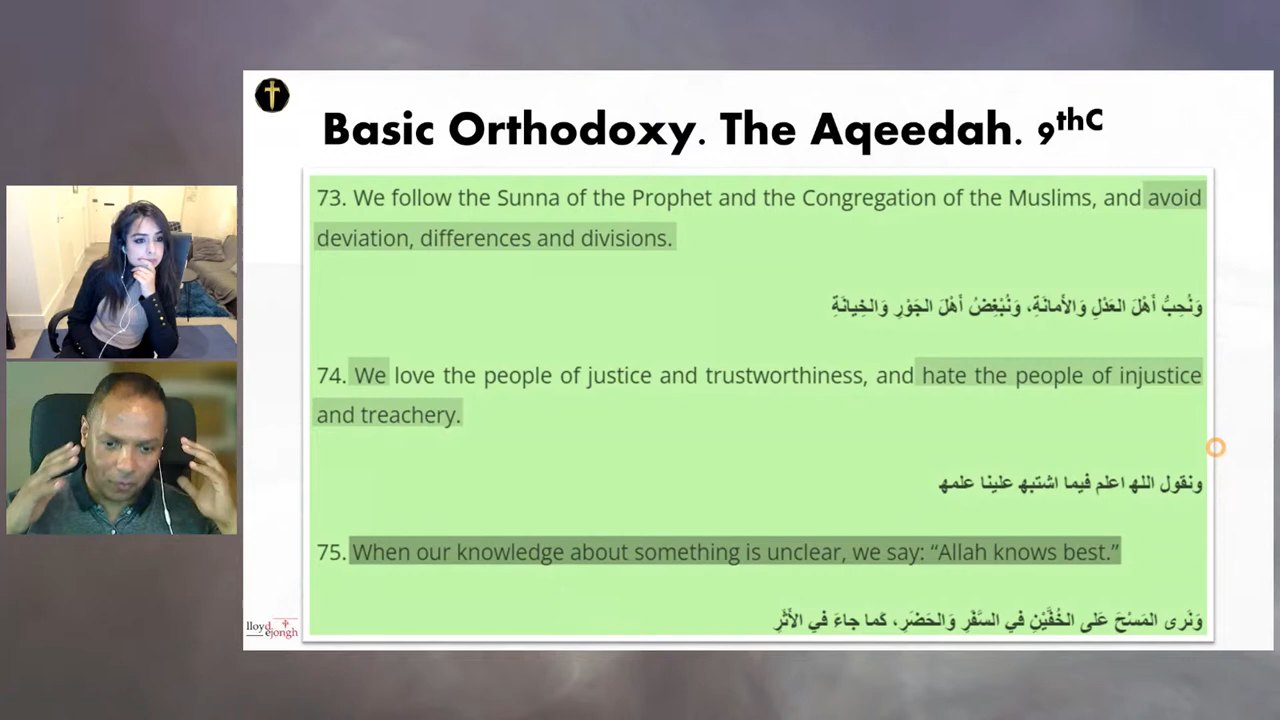 Basic Orthodoxy. The Aqeedah. 9thC
73. We follow the Sunna of the Prophet and the Congregation of the Muslims, and avoid
deviation, differences and divisions.
وَنُحِبُّ أَهْلَ العَدْلِ وَالأَمانَةِ، وَنُبْغِضُ أَهْلَ الجَوْرِ وَالخِيانَةِ
74. We love the people of justice and trustworthiness, and hate the people of injustice
and treachery.
ونقول الله اعلم فيما اشتبه علينا علمه
75. When our knowledge about something is unclear, we say: “Allah knows best.”
وَنَرى المَسْحَ عَلى الخُفَّيْنِ في السَّفَرِ وَالحَضَرِ، كَما جاءَ في الأَثَرِ
lloyd
ejongh